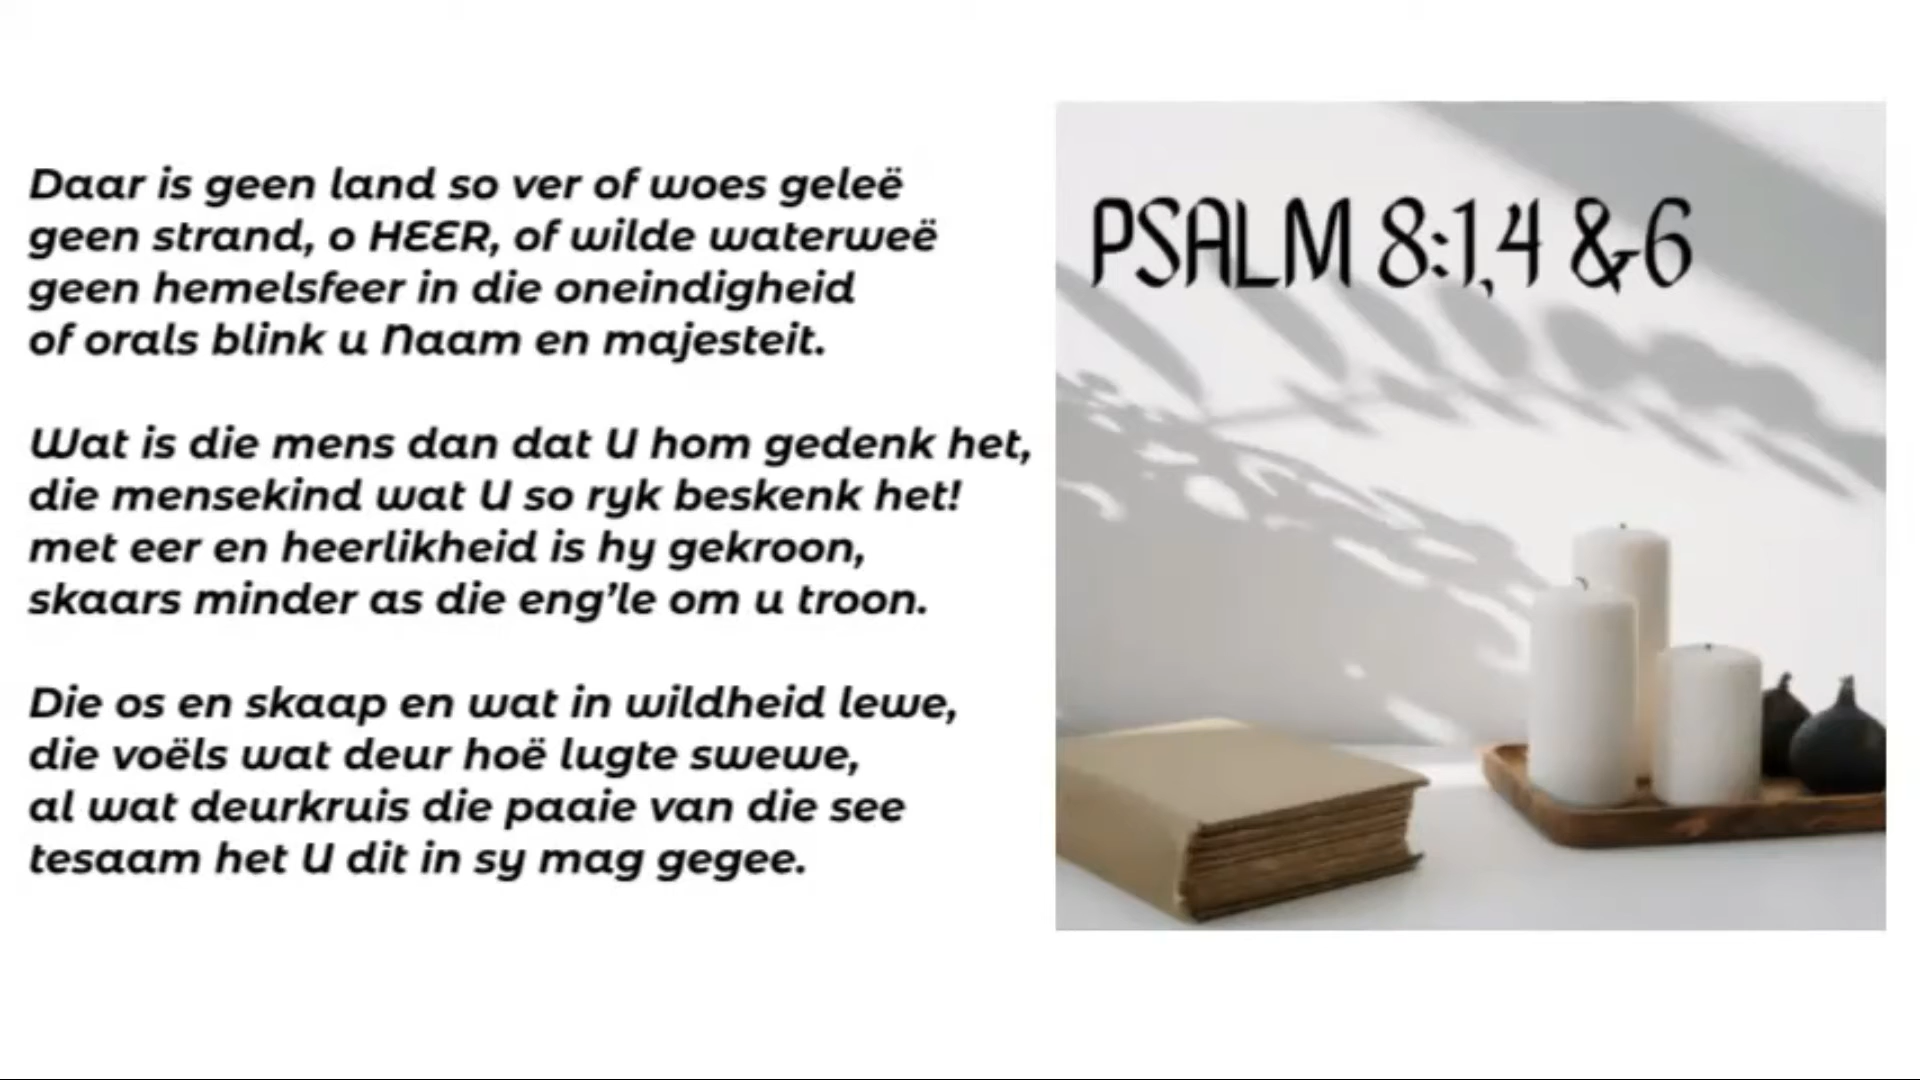 Daar is geen land so ver of woes geleë
geen strand, o HEER, of wilde waterweë
geen hemelsfeer in die oneindigheid
of orals blink u Naam en majesteit.
Wat is die mens dan dat U hom gedenk het,
die mensekind wat U so ryk beskenk het!
met eer en heerlikheid is hy gekroon,
skaars minder as die eng’le om u troon.
Die os en skaap en wat in wildheid lewe,
die voëls wat deur hoë lugte swewe,
al wat deurkruis die paaie van die see
tesaam het U dit in sy mag gegee.
PSALM 8:1,4 &6